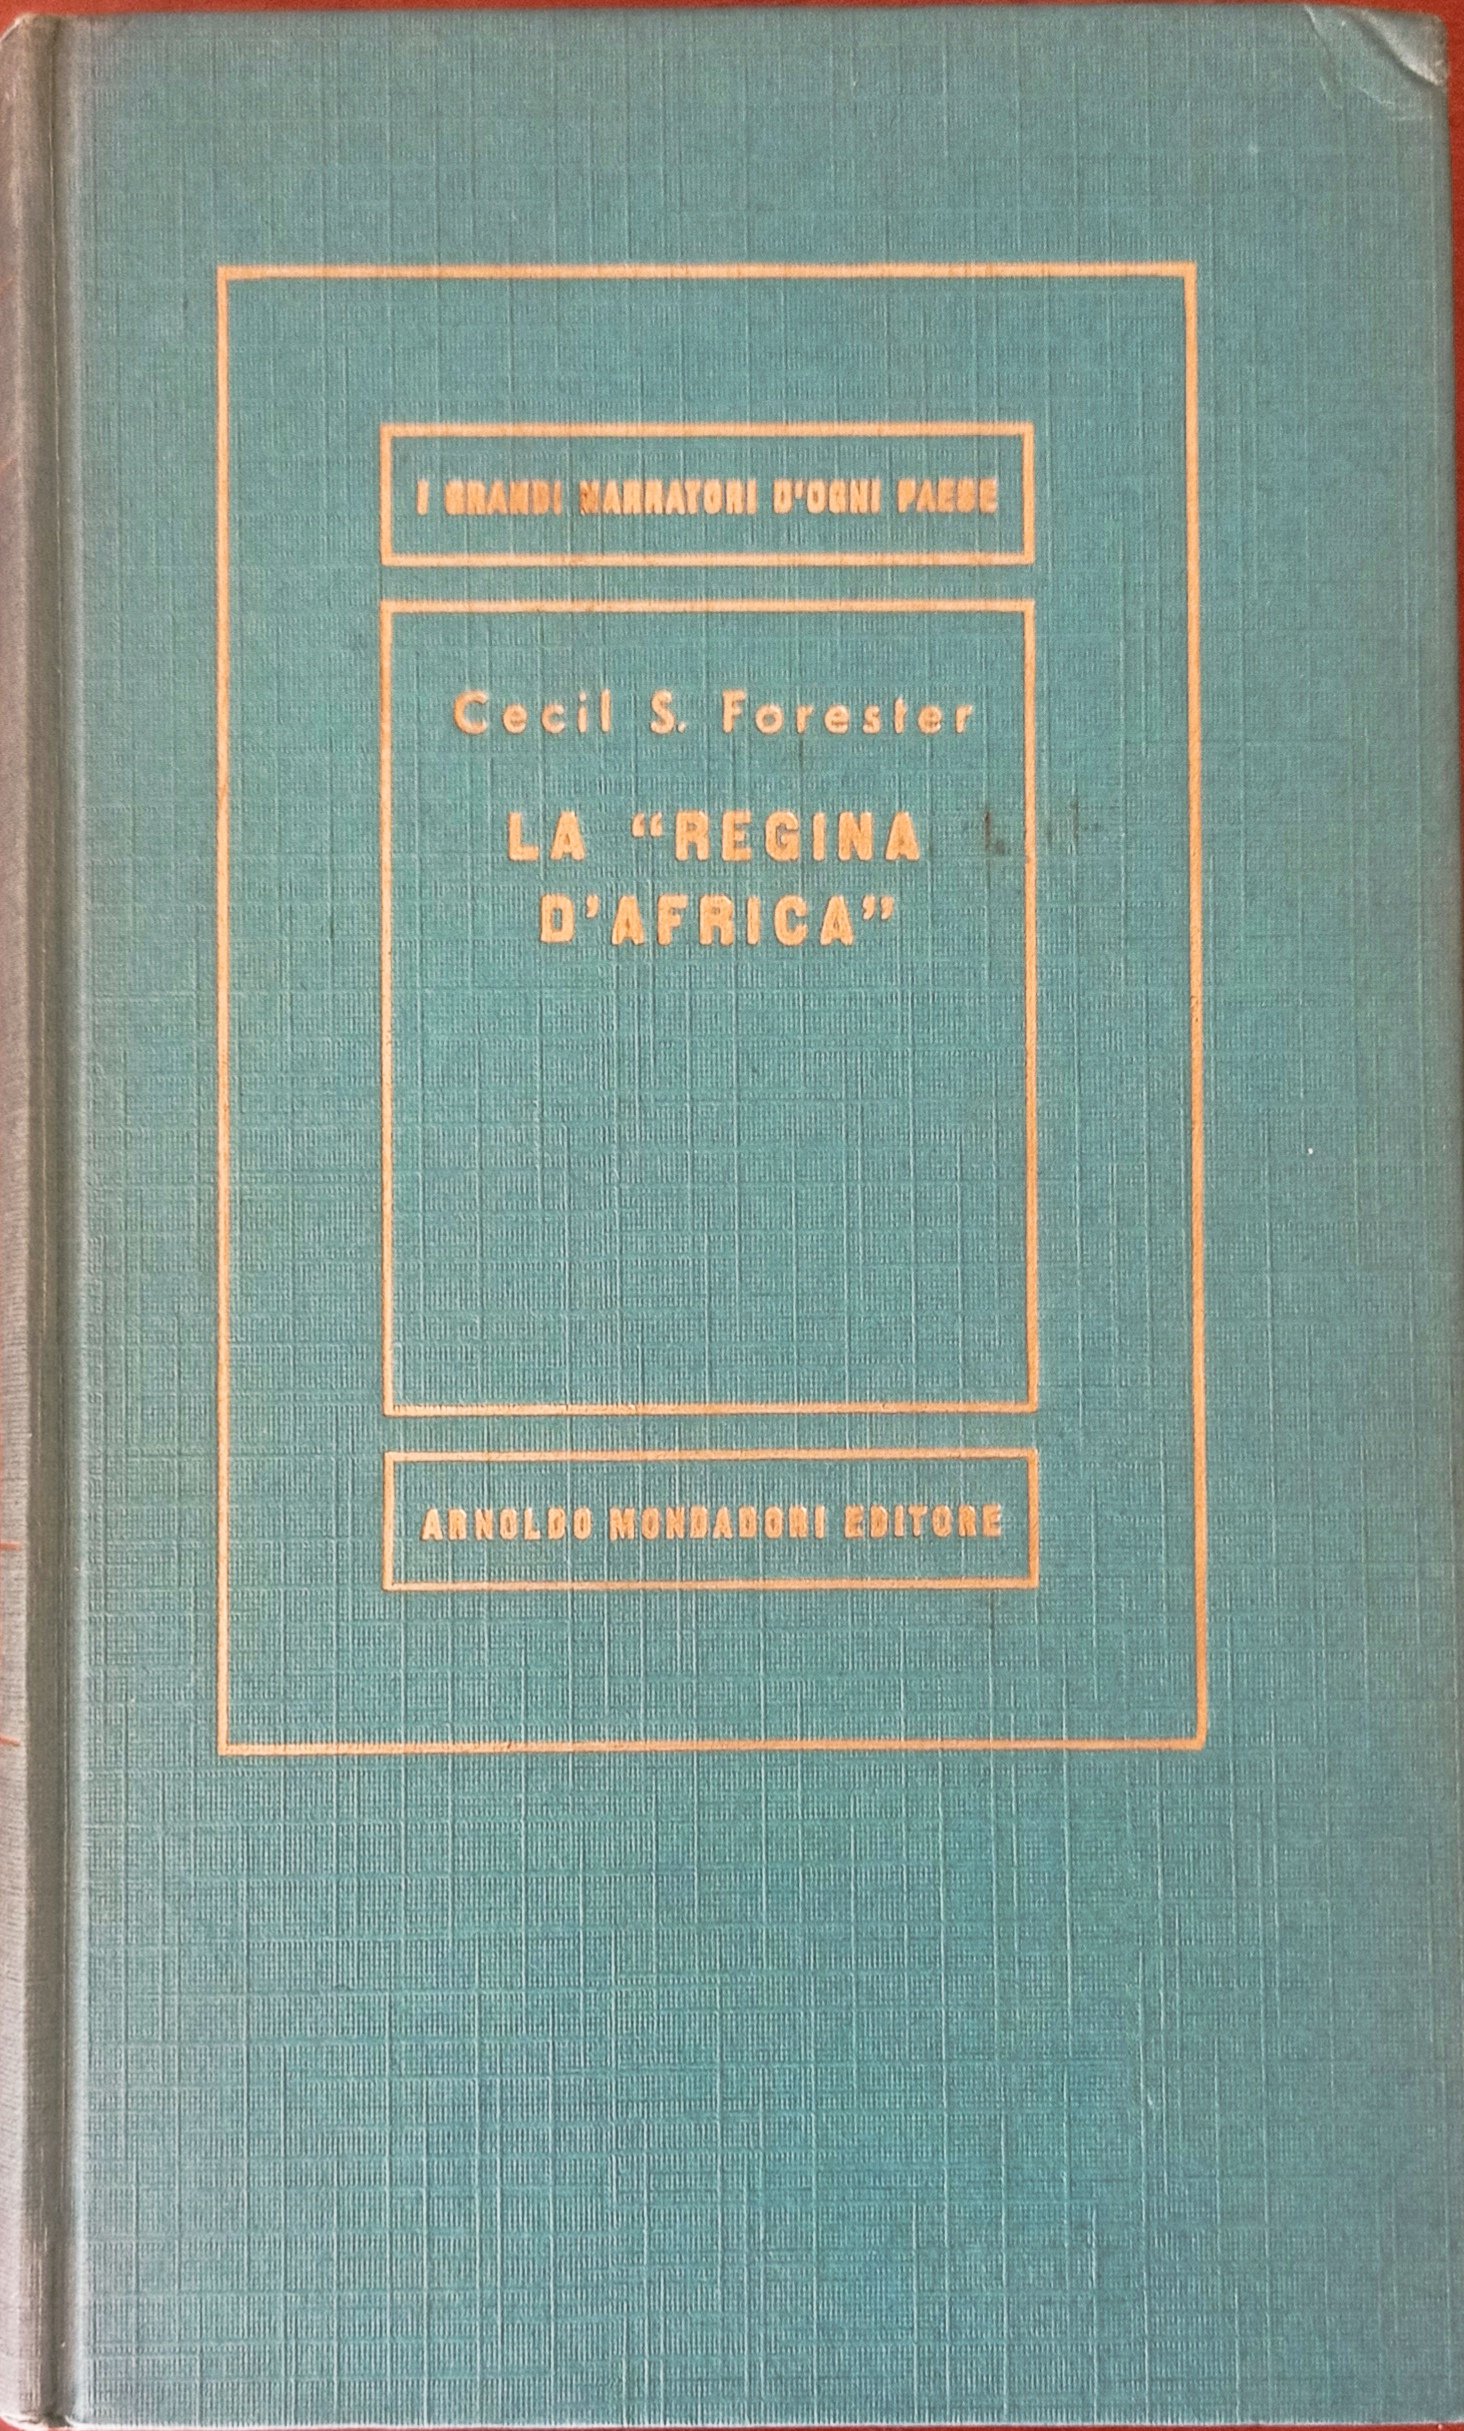 I GRANDI NARRATORI D'OGNI PAESE
Cecil S. Forester
LA “REGINA
D'AFRICA”
ARNOLDO MONDADORI EDITORE